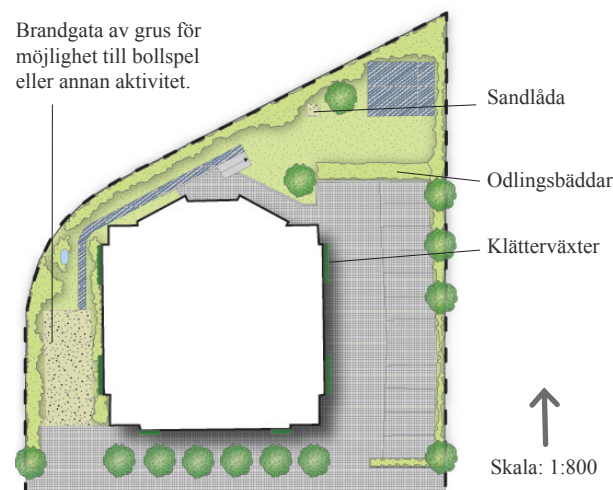 Brandgata av grus för
möjlighet till bollspel
eller annan aktivitet.
Sandlåda
Odlingsbäddar
Klätterväxter
Skala: 1:800